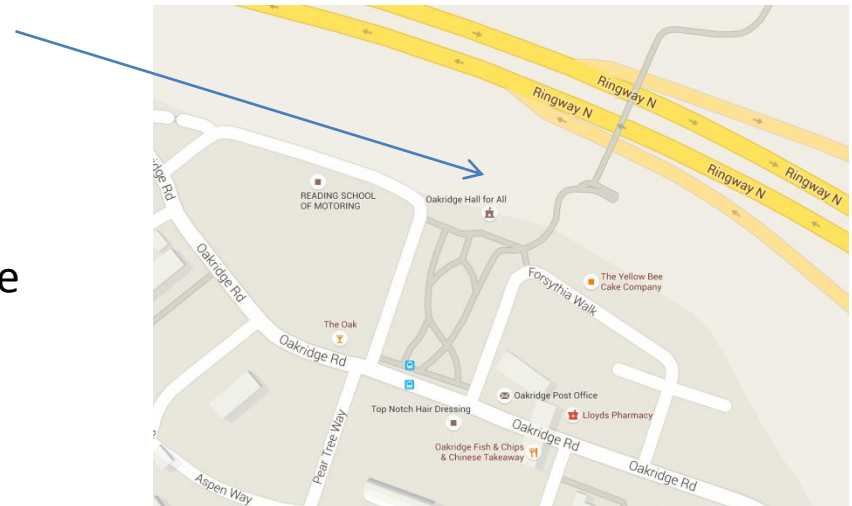 Ringway N
Ringway N
Ringway N
Ringway N
READING SCHOOL
OF MOTORING
Oakridge Hall for All
idge Rd
e
Oakridge Rd
Forsythia Walk
The Yellow Bee
Cake Company
The Oak
Oakridge Rd
Oakridge Post Office
Top Notch Hair Dressing
Lloyds Pharmacy
Oakridge Rd
Pear Tree Way
Oakridge Fish & Chips
& Chinese Takeaway
Oakridge Rd
Aspen Way